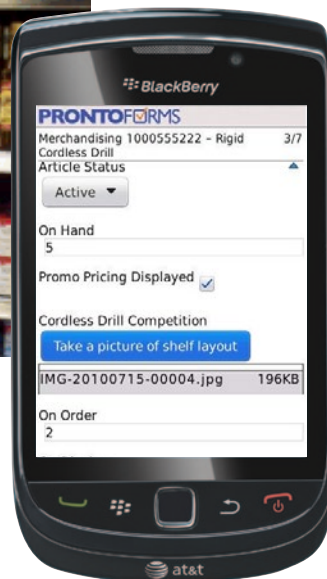 BlackBerry
PRONTOFORMS
Merchandising 1000555222 - Rigid 3/7
Cordless Drill
Article Status
Active
On Hand
5
Promo Pricing Displayed
Cordless Drill Competition
Take a picture of shelf layout
IMG-20100715-00004.jpg 196KB
On Order
2
at&t